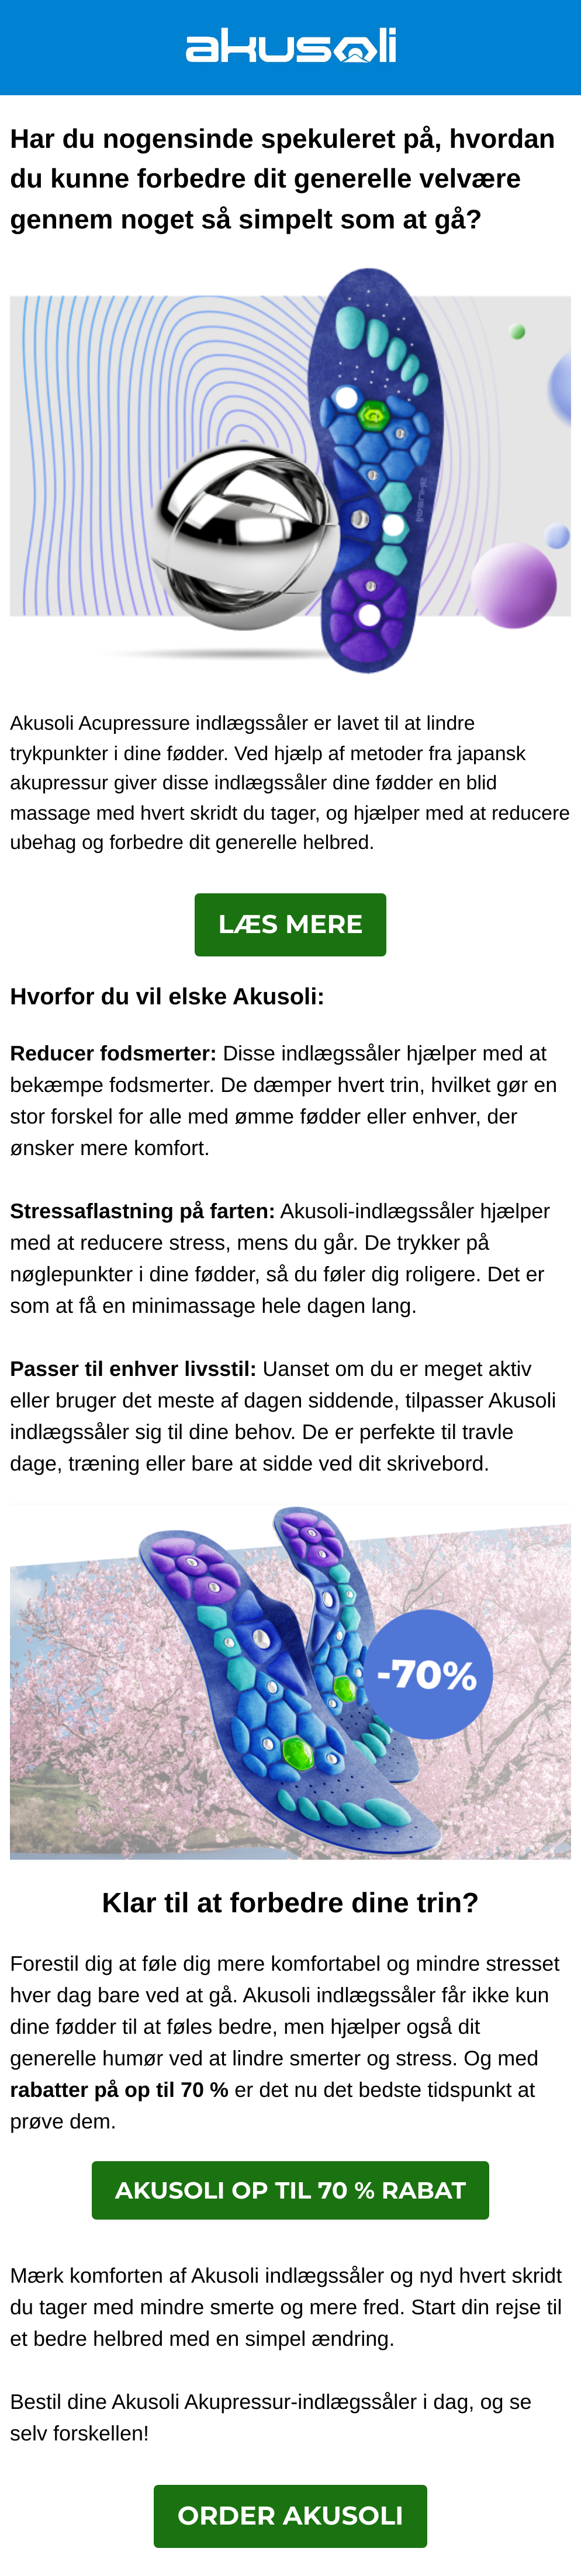 akusoli
Har du nogensinde spekuleret på, hvordan
du kunne forbedre dit generelle velvære
gennem noget så simpelt som at gå?
akusoli
Akusoli Acupressure indlægssåler er lavet til at lindre
trykpunkter i dine fødder. Ved hjælp af metoder fra japansk
akupressur giver disse indlægssåler dine fødder en blid
massage med hvert skridt du tager, og hjælper med at reducere
ubehag og forbedre dit generelle helbred.
LÆS MERE
Hvorfor du vil elske Akusoli:
Reducer fodsmerter: Disse indlægssåler hjælper med at
bekæmpe fodsmerter. De dæmper hvert trin, hvilket gør en
stor forskel for alle med ømme fødder eller enhver, der
ønsker mere komfort.
Stressaflastning på farten: Akusoli-indlægssåler hjælper
med at reducere stress, mens du går. De trykker på
nøglepunkter i dine fødder, så du føler dig roligere. Det er
som at få en minimassage hele dagen lang.
Passer til enhver livsstil: Uanset om du er meget aktiv
eller bruger det meste af dagen siddende, tilpasser Akusoli
indlægssåler sig til dine behov. De er perfekte til travle
dage, træning eller bare at sidde ved dit skrivebord.
-70%
Klar til at forbedre dine trin?
Forestil dig at føle dig mere komfortabel og mindre stresset
hver dag bare ved at gå. Akusoli indlægssåler får ikke kun
dine fødder til at føles bedre, men hjælper også dit
generelle humør ved at lindre smerter og stress. Og med
rabatter på op til 70 % er det nu det bedste tidspunkt at
prøve dem.
AKUSOLI OP TIL 70 % RABAT
Mærk komforten af Akusoli indlægssåler og nyd hvert skridt
du tager med mindre smerte og mere fred. Start din rejse til
et bedre helbred med en simpel ændring.
Bestil dine Akusoli Akupressur-indlægssåler i dag, og se
selv forskellen!
ORDER AKUSOLI